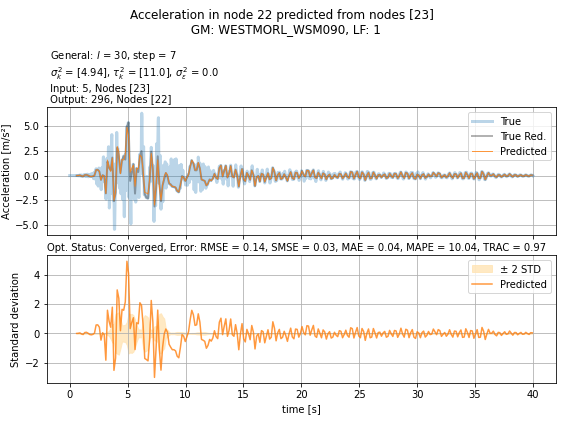 Acceleration in node 22 predicted from nodes [23]
GM: WESTMORL_WSM090, LF: 1
General: l = 30, step = 7
σ²ₖ = [4.94], τ²ₖ = [11.0], σ²ε = 0.0
Input: 5, Nodes [23]
Output: 296, Nodes [22]
Acceleration [m/s²]
5.0
2.5
0.0
−2.5
−5.0
True
True Red.
Predicted
Opt. Status: Converged, Error: RMSE = 0.14, SMSE = 0.03, MAE = 0.04, MAPE = 10.04, TRAC = 0.97
Standard deviation
4
2
0
−2
± 2 STD
Predicted
0 5 10 15 20 25 30 35 40
time [s]